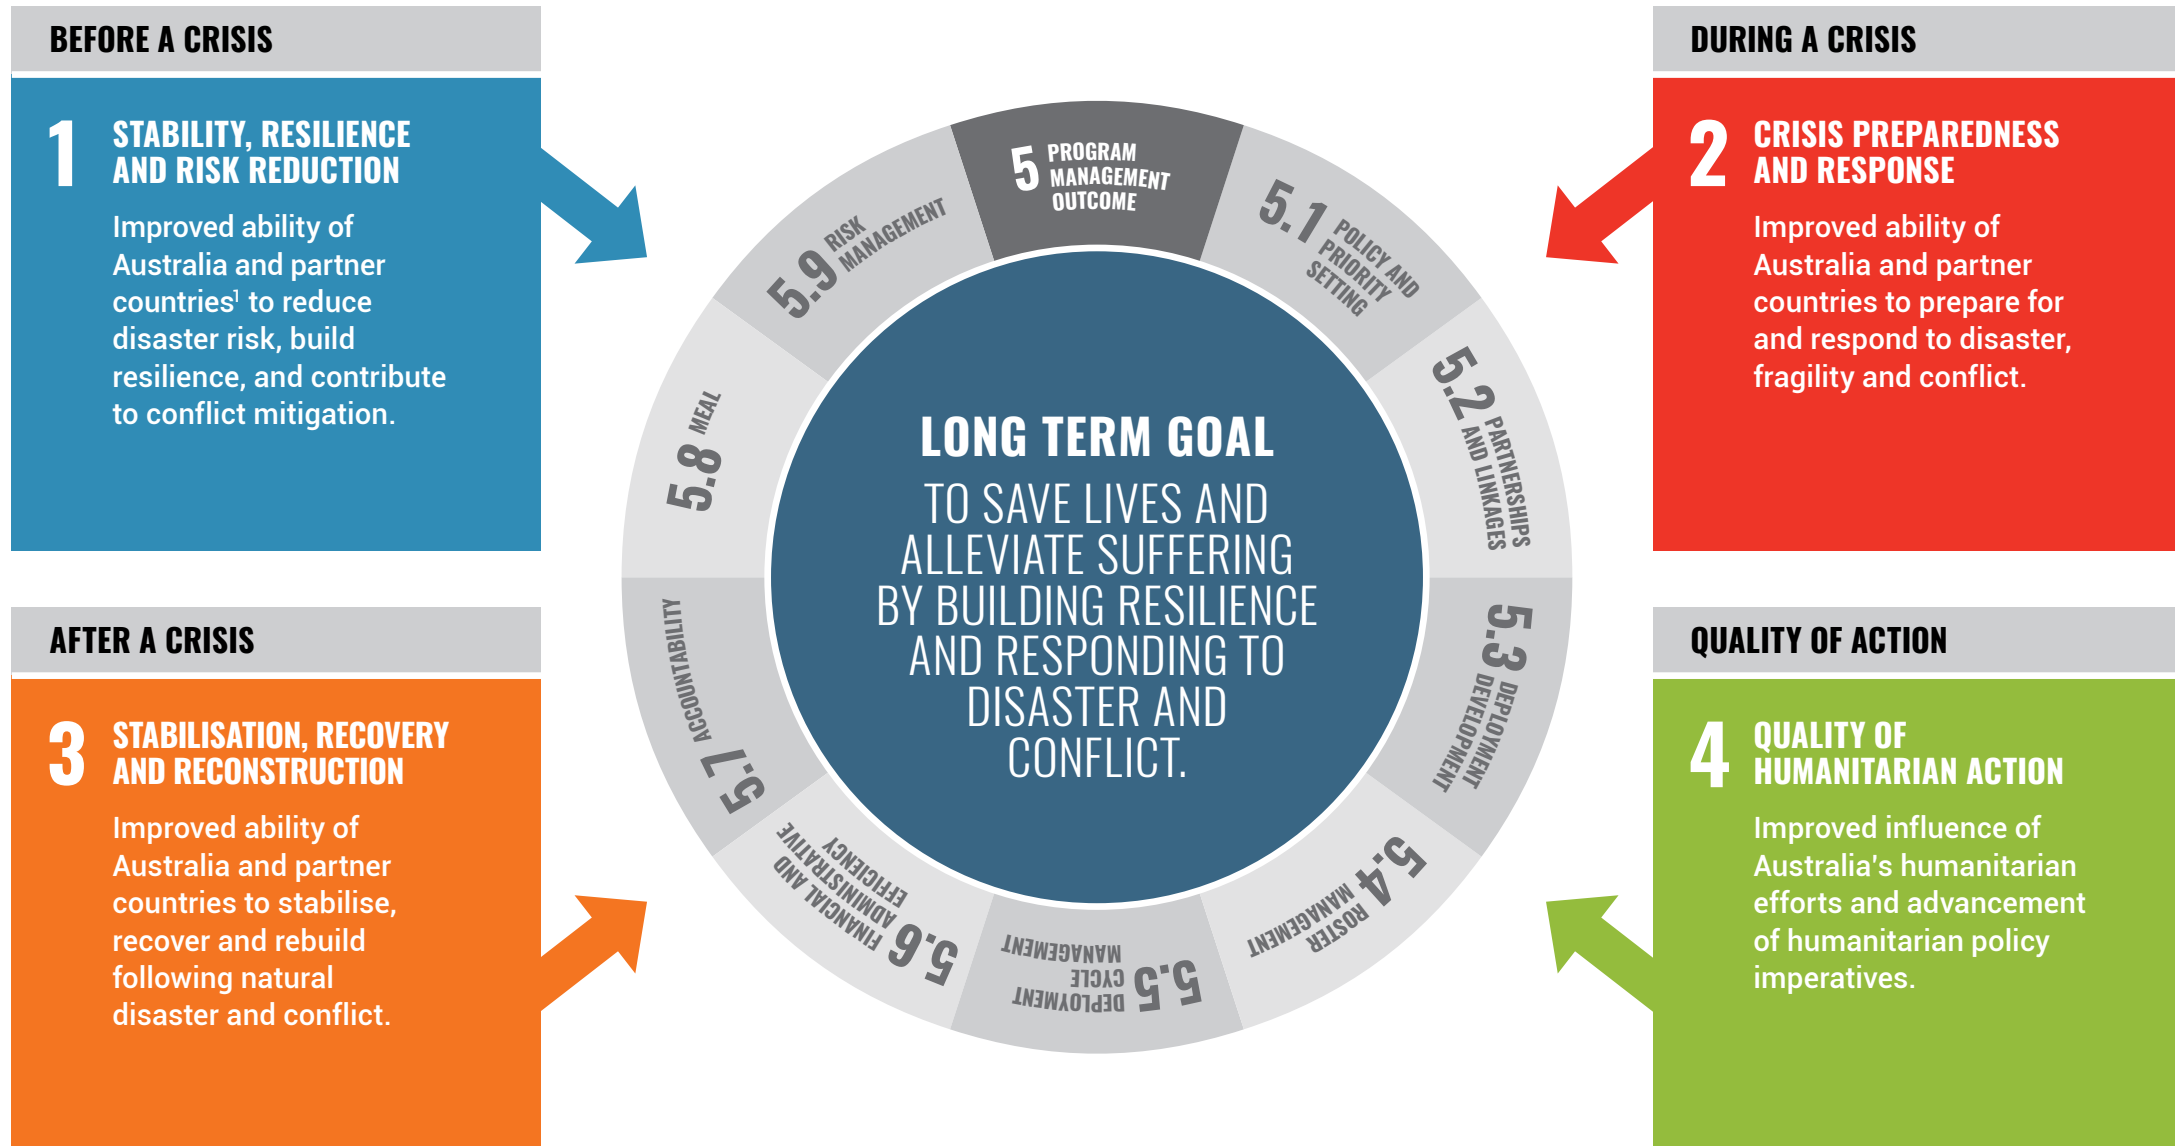 BEFORE A CRISIS
1 STABILITY, RESILIENCE
AND RISK REDUCTION
Improved ability of
Australia and partner
countries¹ to reduce
disaster risk, build
resilience, and contribute
to conflict mitigation.
DURING A CRISIS
2 CRISIS PREPAREDNESS
AND RESPONSE
Improved ability of
Australia and partner
countries to prepare for
and respond to disaster,
fragility and conflict.
AFTER A CRISIS
3 STABILISATION, RECOVERY
AND RECONSTRUCTION
Improved ability of
Australia and partner
countries to stabilise,
recover and rebuild
following natural
disaster and conflict.
QUALITY OF ACTION
4 QUALITY OF
HUMANITARIAN ACTION
Improved influence of
Australia's humanitarian
efforts and advancement
of humanitarian policy
imperatives.
5 PROGRAM
MANAGEMENT
OUTCOME
5.1 POLICY AND
PRIORITY
SETTING
5.2 PARTNERSHIPS
AND LINKAGES
5.3 DEPLOYMENT
DEVELOPMENT
5.4 ROSTER
MANAGEMENT
5.5 DEPLOYMENT
CYCLE
MANAGEMENT
5.6 FINANCIAL AND
ADMINISTRATIVE
EFFICIENCY
5.7 ACCOUNTABILITY
5.8 MEAL
5.9 RISK
MANAGEMENT
LONG TERM GOAL
TO SAVE LIVES AND
ALLEVIATE SUFFERING
BY BUILDING RESILIENCE
AND RESPONDING TO
DISASTER AND
CONFLICT.